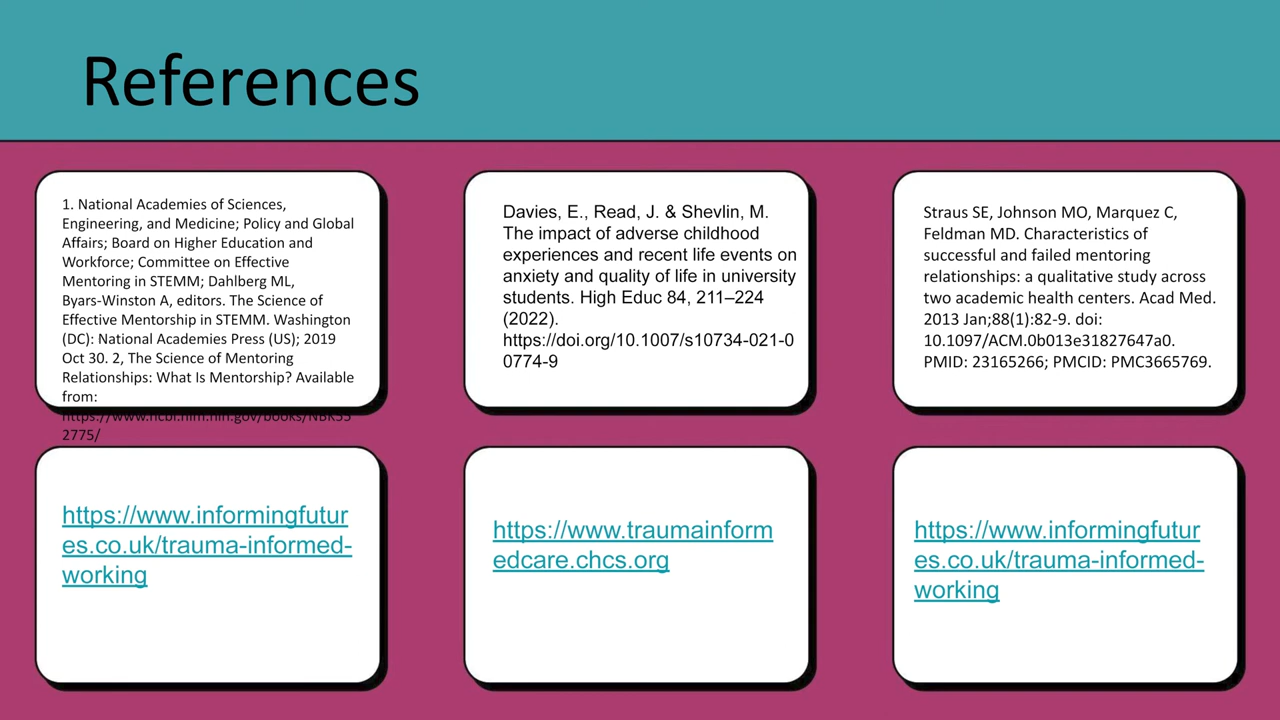 References
1. National Academies of Sciences,
Engineering, and Medicine; Policy and Global
Affairs; Board on Higher Education and
Workforce; Committee on Effective
Mentoring in STEMM; Dahlberg ML,
Byars-Winston A, editors. The Science of
Effective Mentorship in STEMM. Washington
(DC): National Academies Press (US); 2019
Oct 30. 2, The Science of Mentoring
Relationships: What Is Mentorship? Available
from:
https://www.ncbi.nlm.nih.gov/books/NBK55
2775/
Davies, E., Read, J. & Shevlin, M.
The impact of adverse childhood
experiences and recent life events on
anxiety and quality of life in university
students. High Educ 84, 211–224
(2022).
https://doi.org/10.1007/s10734-021-0
0774-9
Straus SE, Johnson MO, Marquez C,
Feldman MD. Characteristics of
successful and failed mentoring
relationships: a qualitative study across
two academic health centers. Acad Med.
2013 Jan;88(1):82-9. doi:
10.1097/ACM.0b013e31827647a0.
PMID: 23165266; PMCID: PMC3665769.
https://www.informingfutur
es.co.uk/trauma-informed-
working
https://www.traumainform
edcare.chcs.org
https://www.informingfutur
es.co.uk/trauma-informed-
working